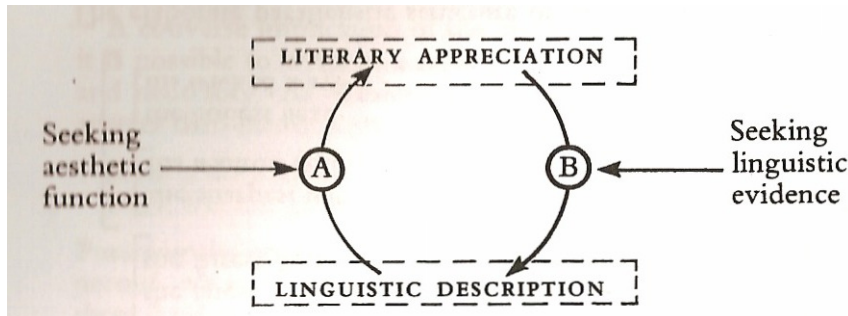 LITERARY APPRECIATION
Seeking
aesthetic
function
A
B
Seeking
linguistic
evidence
LINGUISTIC DESCRIPTION